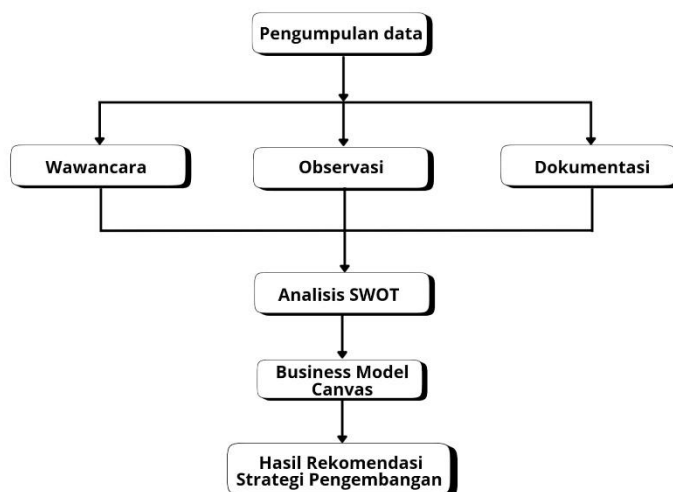 Pengumpulan data
Wawancara
Observasi
Dokumentasi
Analisis SWOT
Business Model
Canvas
Hasil Rekomendasi
Strategi Pengembangan